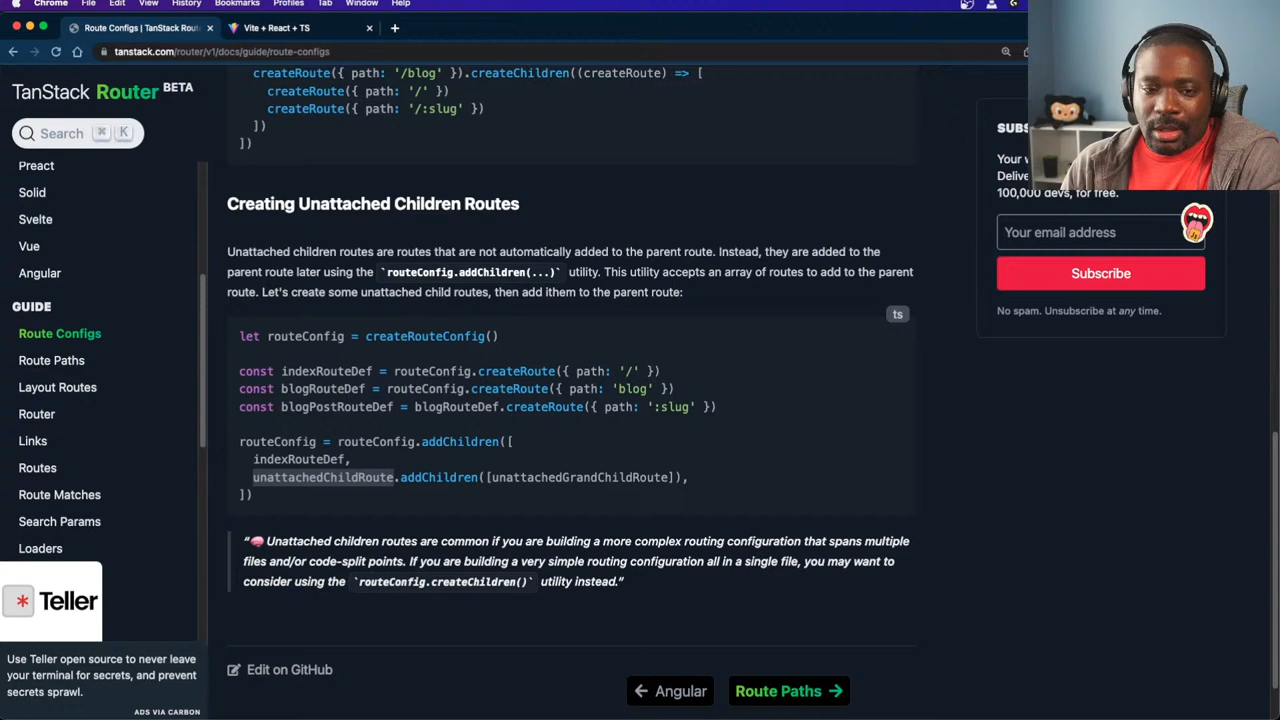 Chrome File Edit View History Bookmarks Profiles Tab Window Help
Route Configs | TanStack Rout
Vite + React + TS
tanstack.com/router/v1/docs/guide/route-configs
TanStack Router BETA
Search ⌘ K
Preact
Solid
Svelte
Vue
Angular
GUIDE
Route Configs
Route Paths
Layout Routes
Router
Links
Routes
Route Matches
Search Params
Loaders
* Teller
Use Teller open source to never leave
your terminal for secrets, and prevent
secrets sprawl.
ADS VIA CARBON
createRoute({ path: '/blog' }).createChildren((createRoute) => [
createRoute({ path: '/' })
createRoute({ path: '/:slug' })
])
])
Creating Unattached Children Routes
Unattached children routes are routes that are not automatically added to the parent route. Instead, they are added to the
parent route later using the `routeConfig.addChildren(...)` utility. This utility accepts an array of routes to add to the parent
route. Let's create some unattached child routes, then add ithem to the parent route:
ts
let routeConfig = createRouteConfig()
const indexRouteDef = routeConfig.createRoute({ path: '/' })
const blogRouteDef = routeConfig.createRoute({ path: 'blog' })
const blogPostRouteDef = blogRouteDef.createRoute({ path: ':slug' })
routeConfig = routeConfig.addChildren([
indexRouteDef,
unattachedChildRoute.addChildren([unattachedGrandChildRoute]),
])
“🧠 Unattached children routes are common if you are building a more complex routing configuration that spans multiple
files and/or code-split points. If you are building a very simple routing configuration all in a single file, you may want to
consider using the `routeConfig.createChildren()` utility instead.”
Edit on GitHub
← Angular
Route Paths →
SUBS
Your w
Delive
100,000 devs, for free.
Your email address
JS
Subscribe
No spam. Unsubscribe at any time.